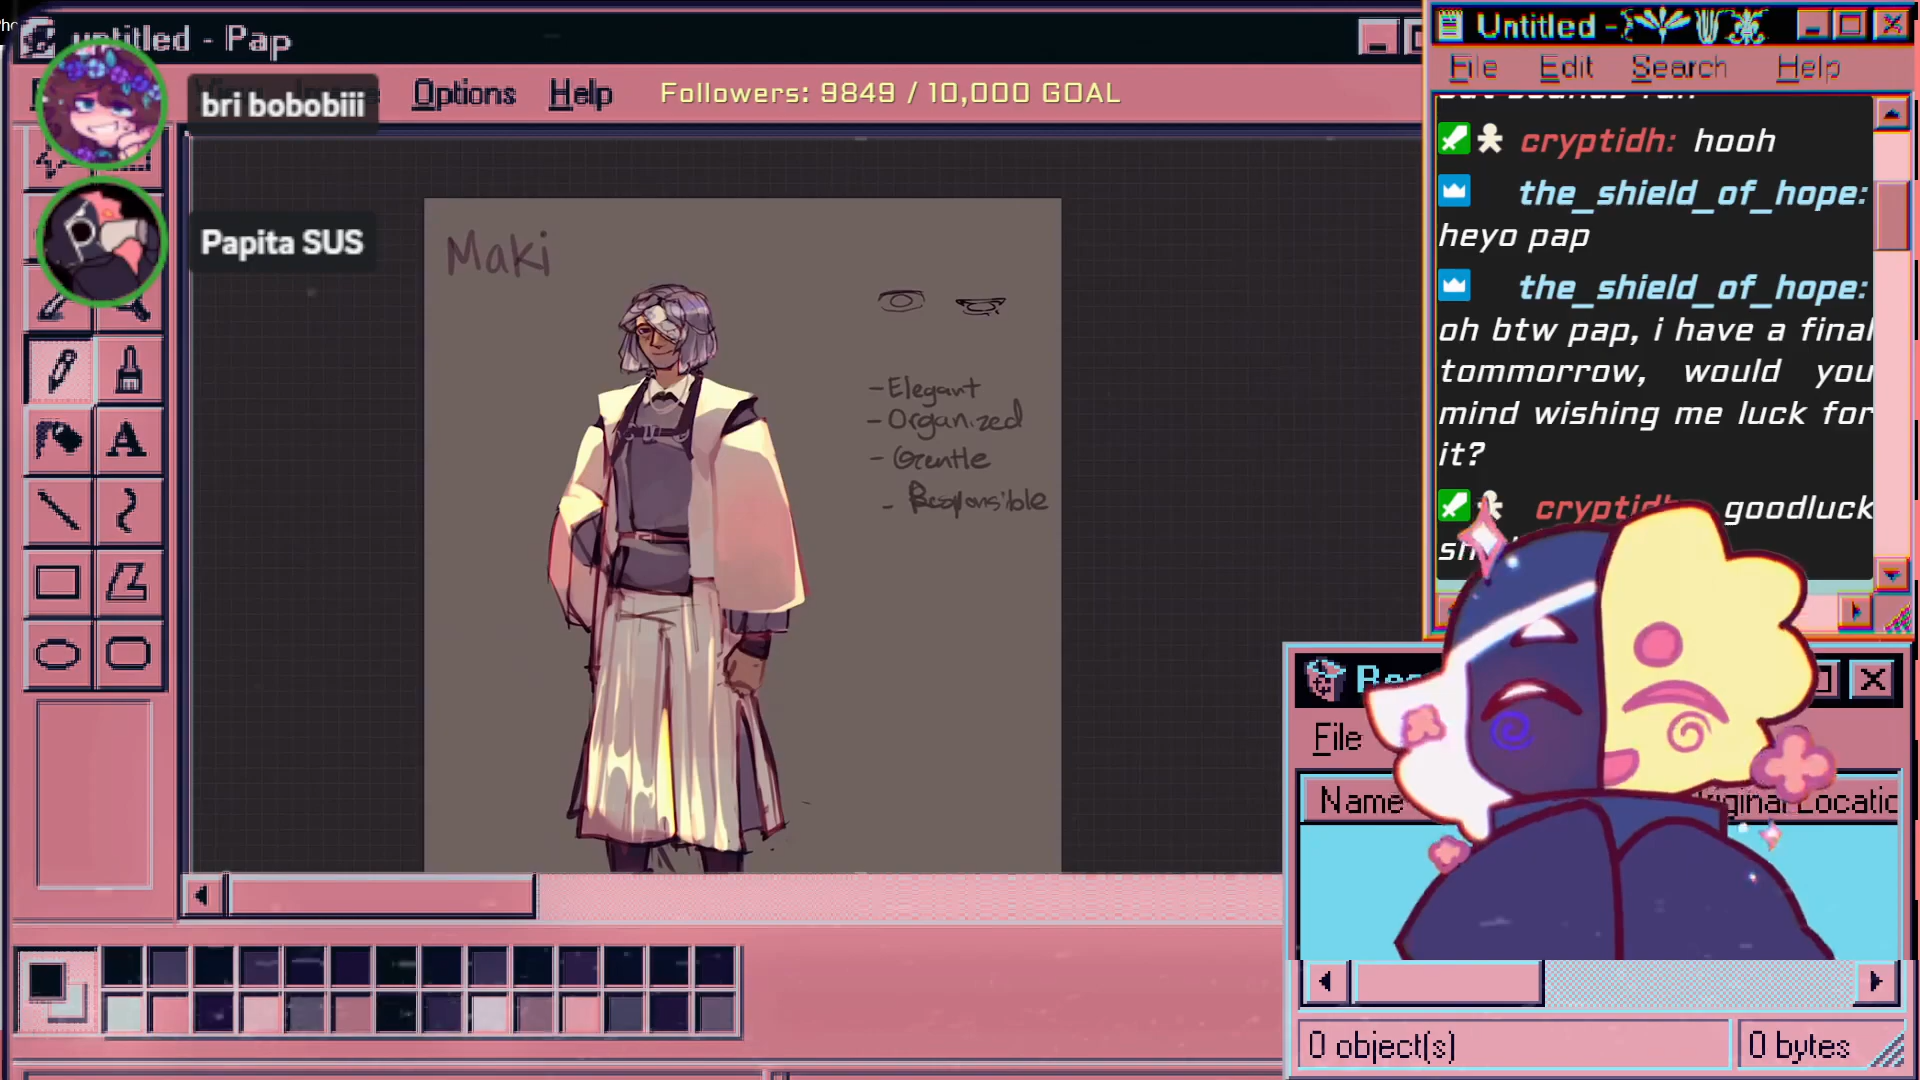 untitled - Pap
bri bobobiii
Options Help
Followers: 9849 / 10,000 GOAL
Papita SUS
Maki
- Elegant
- Organized
- Gentle
- Responsible
A
Untitled -
File Edit Search Help
cryptidh: hooh
the_shield_of_hope:
heyo pap
the_shield_of_hope:
oh btw pap, i have a final
tommorrow, would you
mind wishing me luck for
it?
goodluck
File
Name
0 object(s)
0 bytes